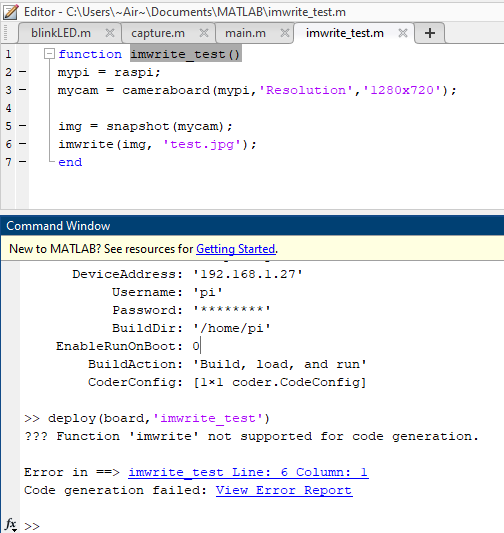 Editor - C:\Users\~Air~\Documents\MATLAB\imwrite_test.m
blinkLED.m × capture.m × main.m × imwrite_test.m × +
1 function imwrite_test()
2 – mypi = raspi;
3 – mycam = cameraboard(mypi,'Resolution','1280x720');
4
5 – img = snapshot(mycam);
6 – imwrite(img, 'test.jpg');
7 – end
Command Window
New to MATLAB? See resources for Getting Started.
DeviceAddress: '192.168.1.27'
Username: 'pi'
Password: '********'
BuildDir: '/home/pi'
EnableRunOnBoot: 0
BuildAction: 'Build, load, and run'
CoderConfig: [1×1 coder.CodeConfig]
>> deploy(board,'imwrite_test')
??? Function 'imwrite' not supported for code generation.
Error in ==> imwrite_test Line: 6 Column: 1
Code generation failed: View Error Report
fx >>